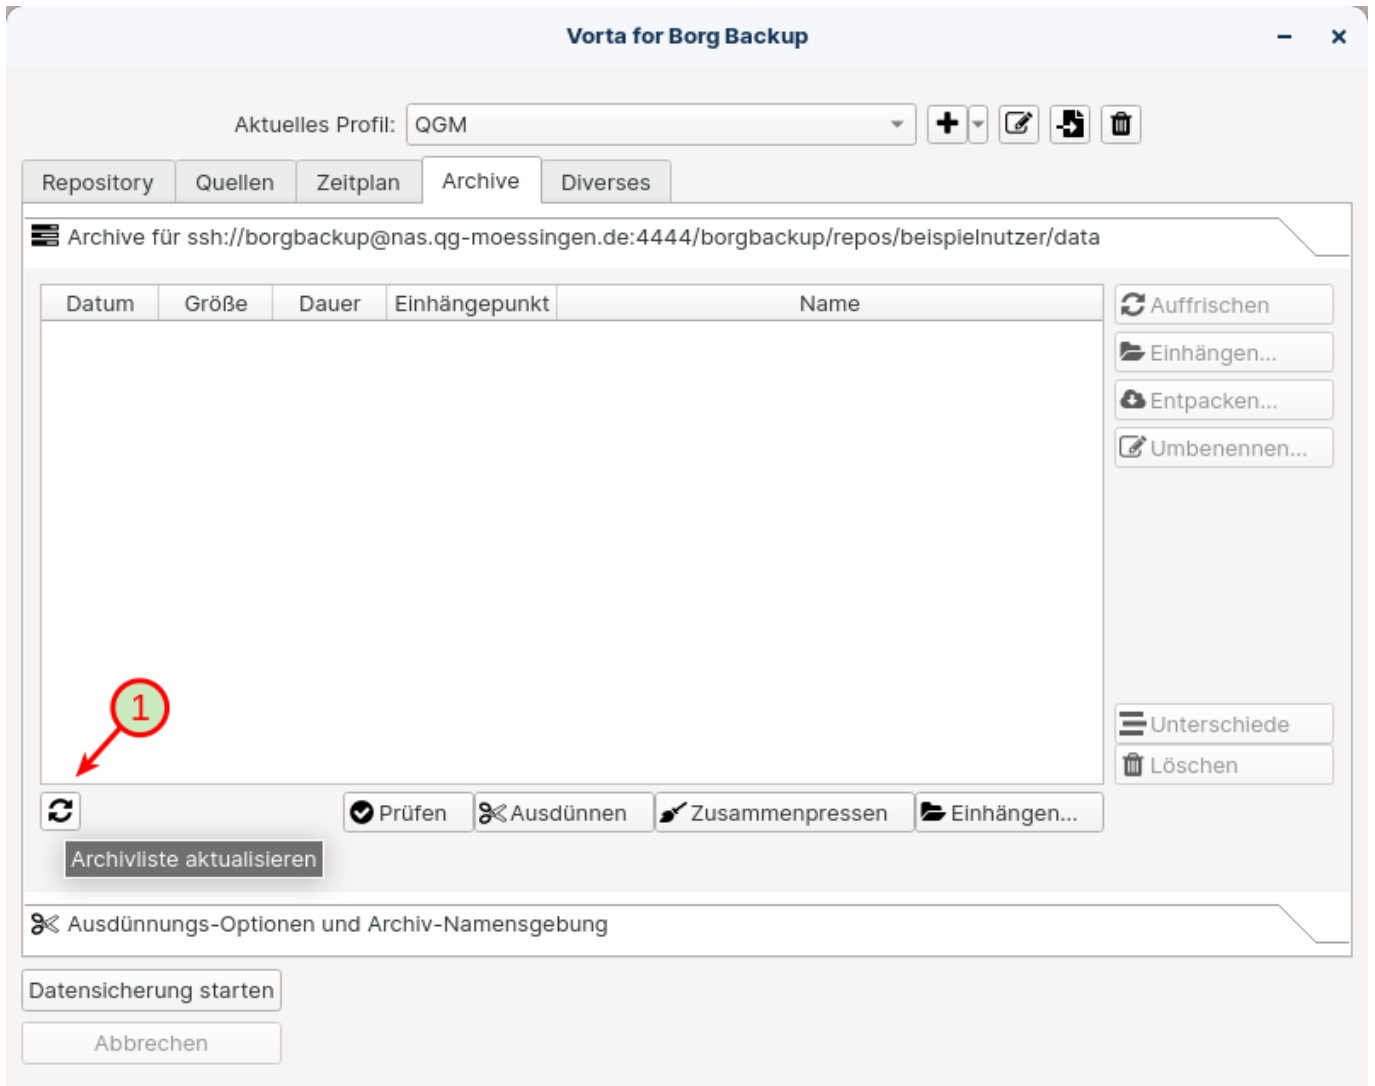 Vorta for Borg Backup
Aktuelles Profil: QGM
Repository Quellen Zeitplan Archive Diverses
Archive für ssh://borgbackup@nas.qg-moessingen.de:4444/borgbackup/repos/beispielnutzer/data
Datum Größe Dauer Einhängepunkt Name
Auffrischen
Einhängen...
Entpacken...
Umbenennen...
1
Unterschiede
Löschen
Prüfen Ausdünnen Zusammenpressen Einhängen...
Archivliste aktualisieren
Ausdünnungs-Optionen und Archiv-Namensgebung
Datensicherung starten
Abbrechen